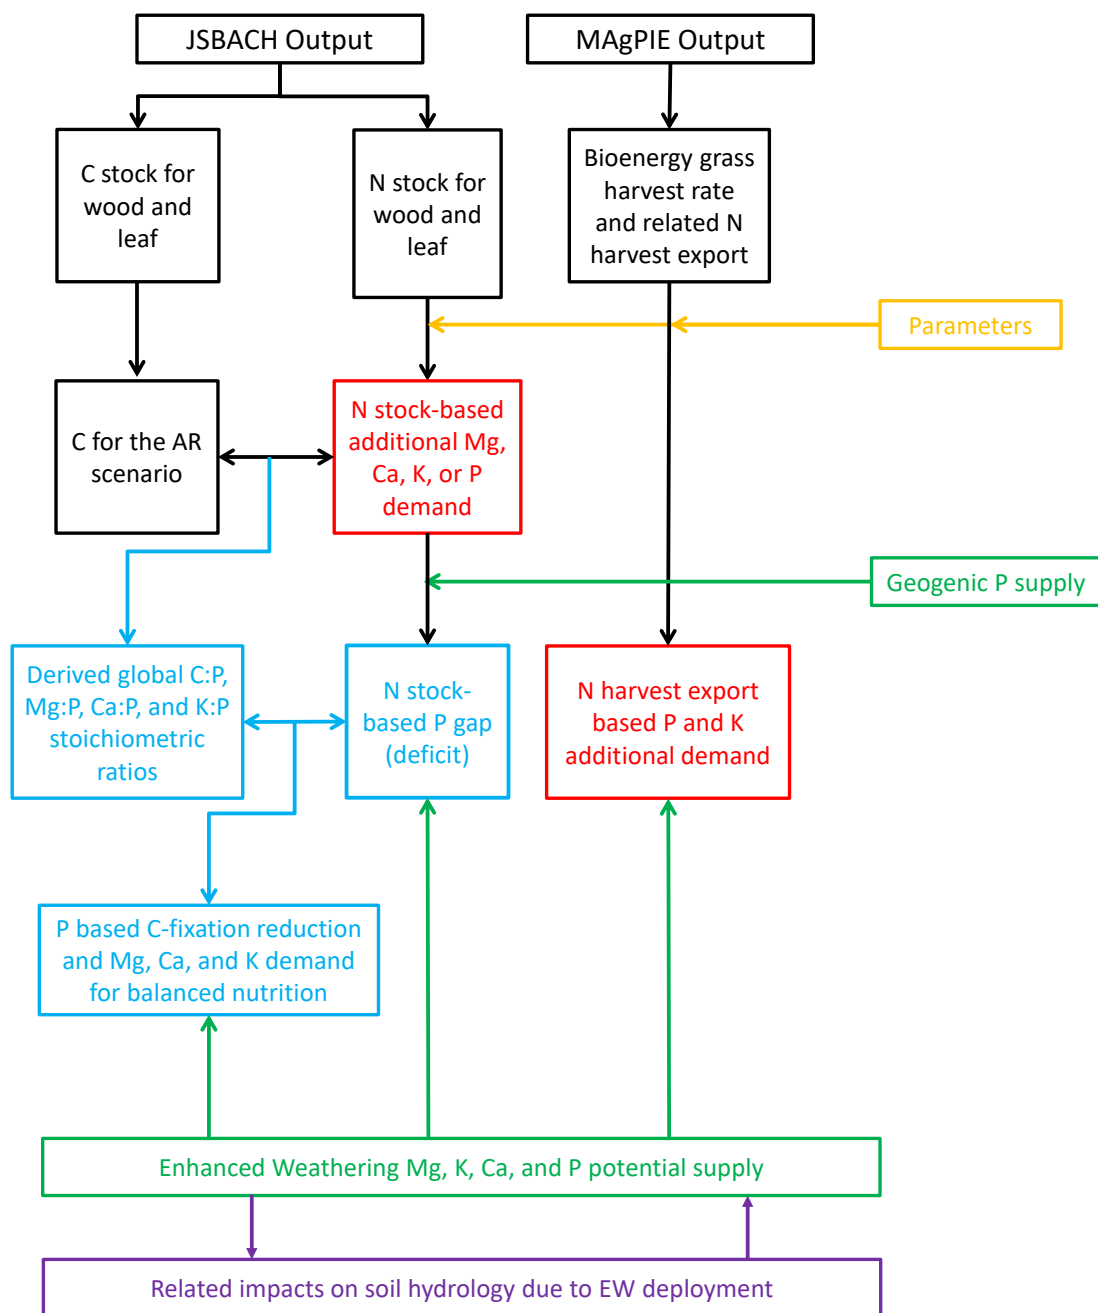 JSBACH Output
MAgPIE Output
C stock for
wood and
leaf
N stock for
wood and
leaf
Bioenergy grass
harvest rate
and related N
harvest export
Parameters
C for the AR
scenario
N stock-based
additional Mg,
Ca, K, or P
demand
Geogenic P supply
Derived global C:P,
Mg:P, Ca:P, and K:P
stoichiometric
ratios
N stock-
based P gap
(deficit)
N harvest export
based P and K
additional demand
P based C-fixation reduction
and Mg, Ca, and K demand
for balanced nutrition
Enhanced Weathering Mg, K, Ca, and P potential supply
Related impacts on soil hydrology due to EW deployment